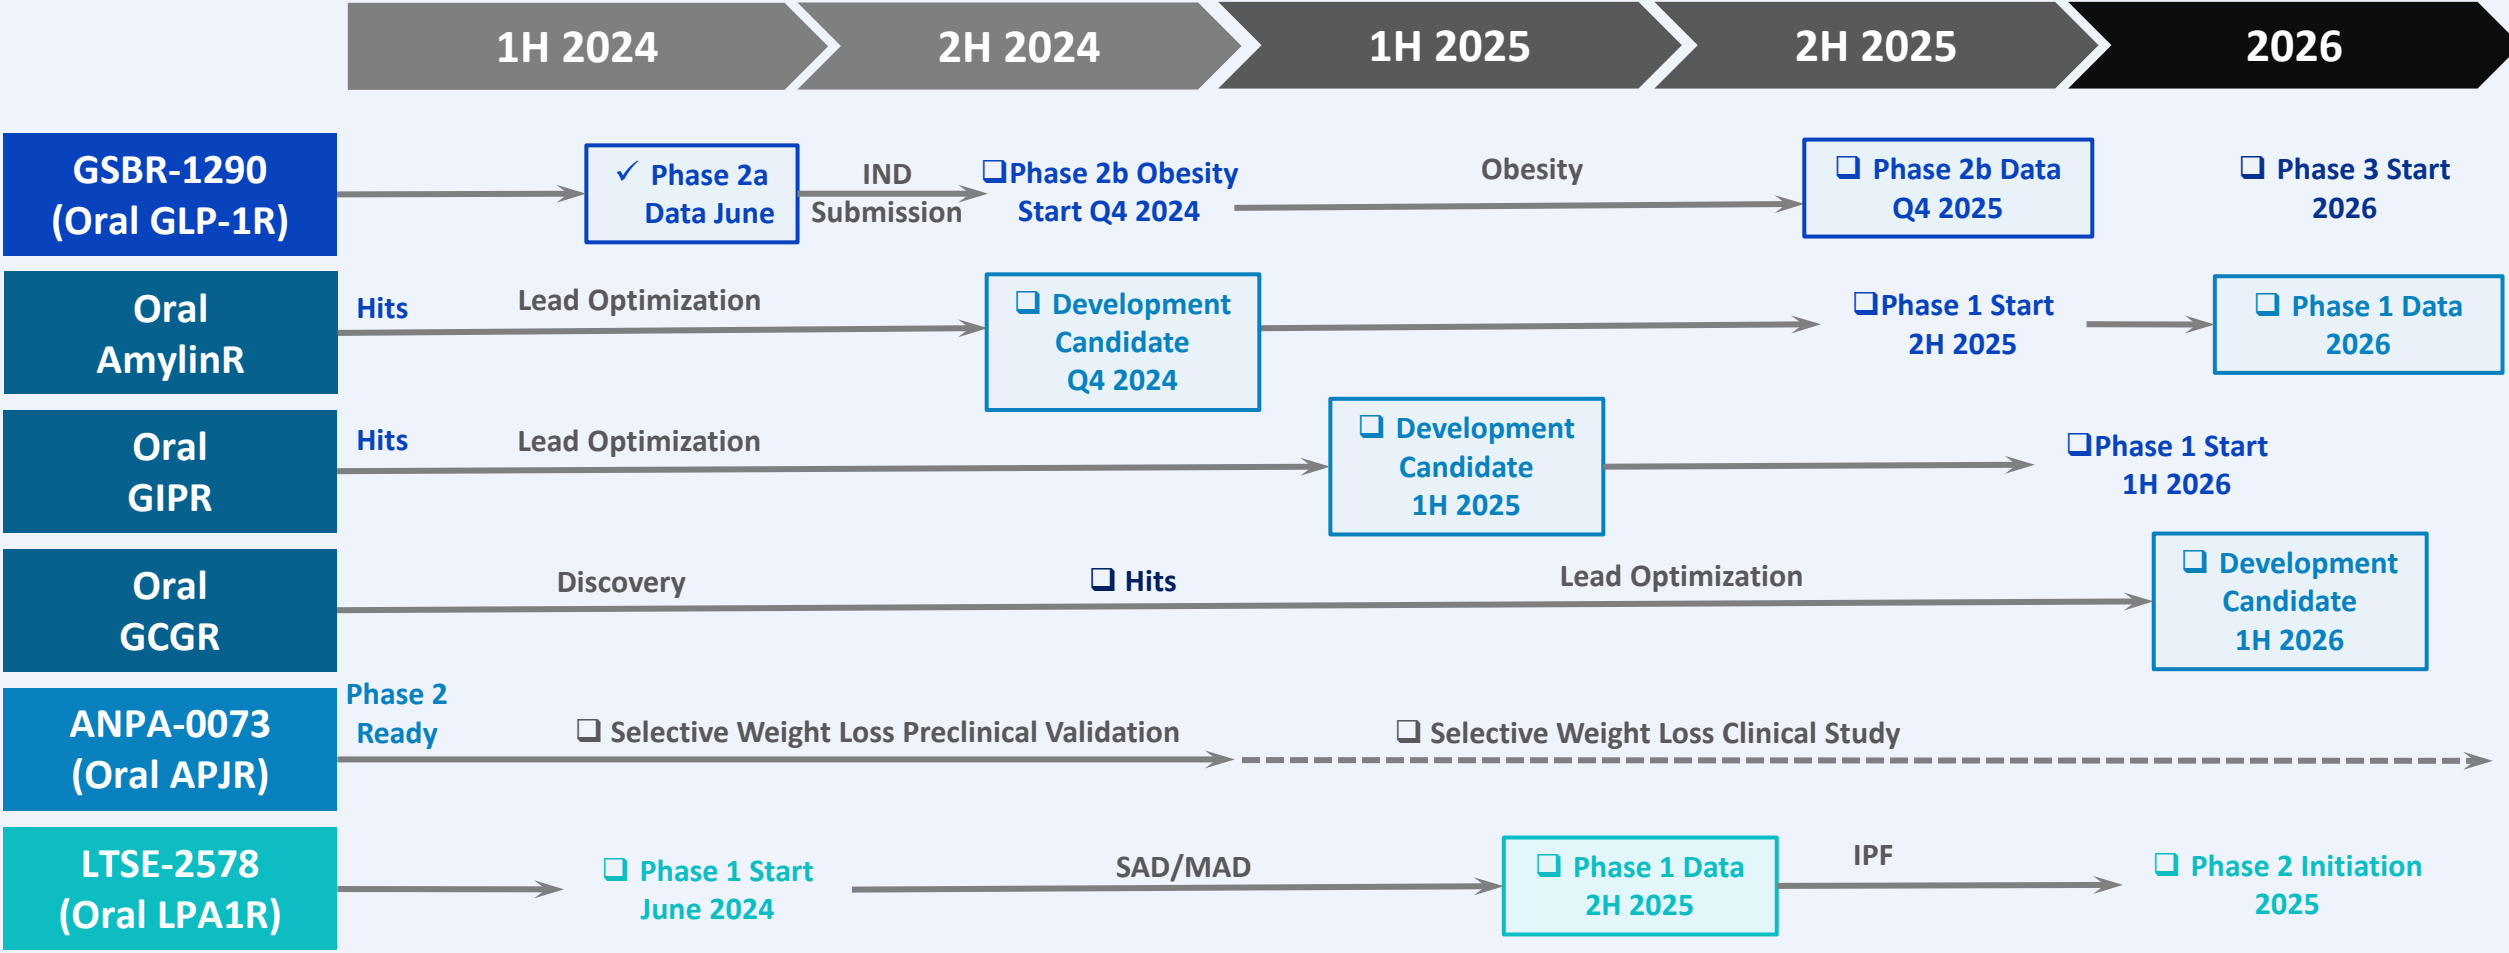 1H 2024
2H 2024
1H 2025
2H 2025
2026
GSBR-1290
(Oral GLP-1R)
✓ Phase 2a
Data June
IND
Submission
❑Phase 2b Obesity
Start Q4 2024
Obesity
❑ Phase 2b Data
Q4 2025
❑ Phase 3 Start
2026
Oral
AmylinR
Hits
Lead Optimization
❑ Development
Candidate
Q4 2024
❑Phase 1 Start
2H 2025
❑ Phase 1 Data
2026
Oral
GIPR
Hits
Lead Optimization
❑ Development
Candidate
1H 2025
❑Phase 1 Start
1H 2026
Oral
GCGR
Discovery
❑ Hits
Lead Optimization
❑ Development
Candidate
1H 2026
ANPA-0073
(Oral APJR)
Phase 2
Ready
❑ Selective Weight Loss Preclinical Validation
❑ Selective Weight Loss Clinical Study
LTSE-2578
(Oral LPA1R)
❑ Phase 1 Start
June 2024
SAD/MAD
❑ Phase 1 Data
2H 2025
IPF
❑ Phase 2 Initiation
2025